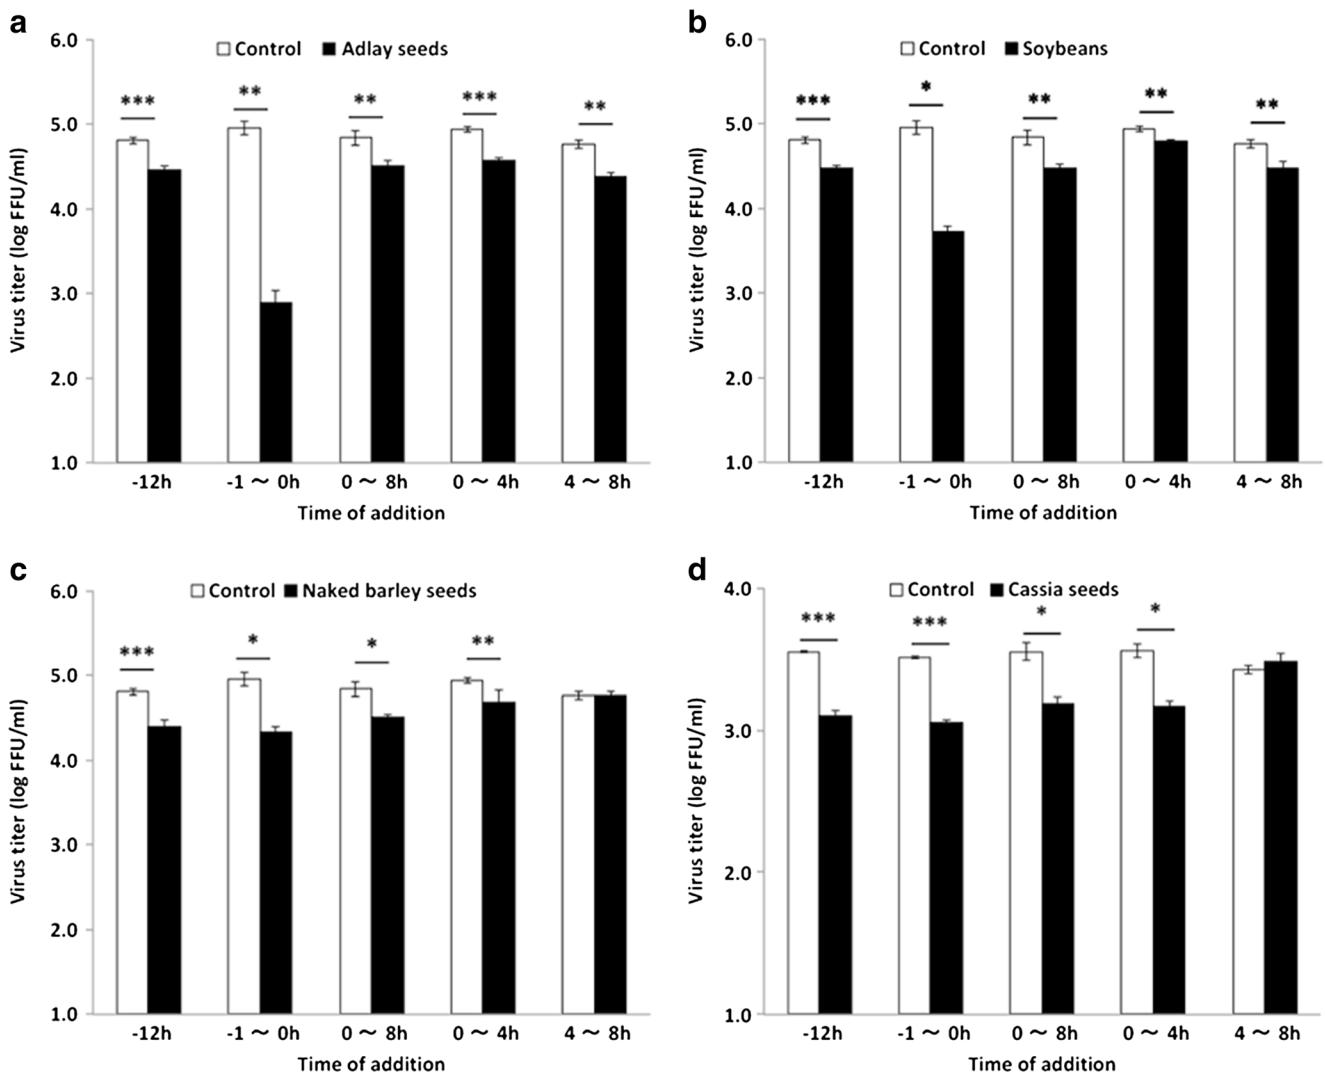 a
Control Adlay seeds
6.0
5.0
4.0
3.0
2.0
1.0
Virus titer (log FFU/ml)
*** ** ** *** **
-12h -1 ~ 0h 0 ~ 8h 0 ~ 4h 4 ~ 8h
Time of addition
b
Control Soybeans
6.0
5.0
4.0
3.0
2.0
1.0
Virus titer (log FFU/ml)
*** * ** ** **
-12h -1 ~ 0h 0 ~ 8h 0 ~ 4h 4 ~ 8h
Time of addition
c
Control Naked barley seeds
6.0
5.0
4.0
3.0
2.0
1.0
Virus titer (log FFU/ml)
*** * * **
-12h -1 ~ 0h 0 ~ 8h 0 ~ 4h 4 ~ 8h
Time of addition
d
Control Cassia seeds
4.0
3.0
2.0
1.0
Virus titer (log FFU/ml)
*** *** * *
-12h -1 ~ 0h 0 ~ 8h 0 ~ 4h 4 ~ 8h
Time of addition